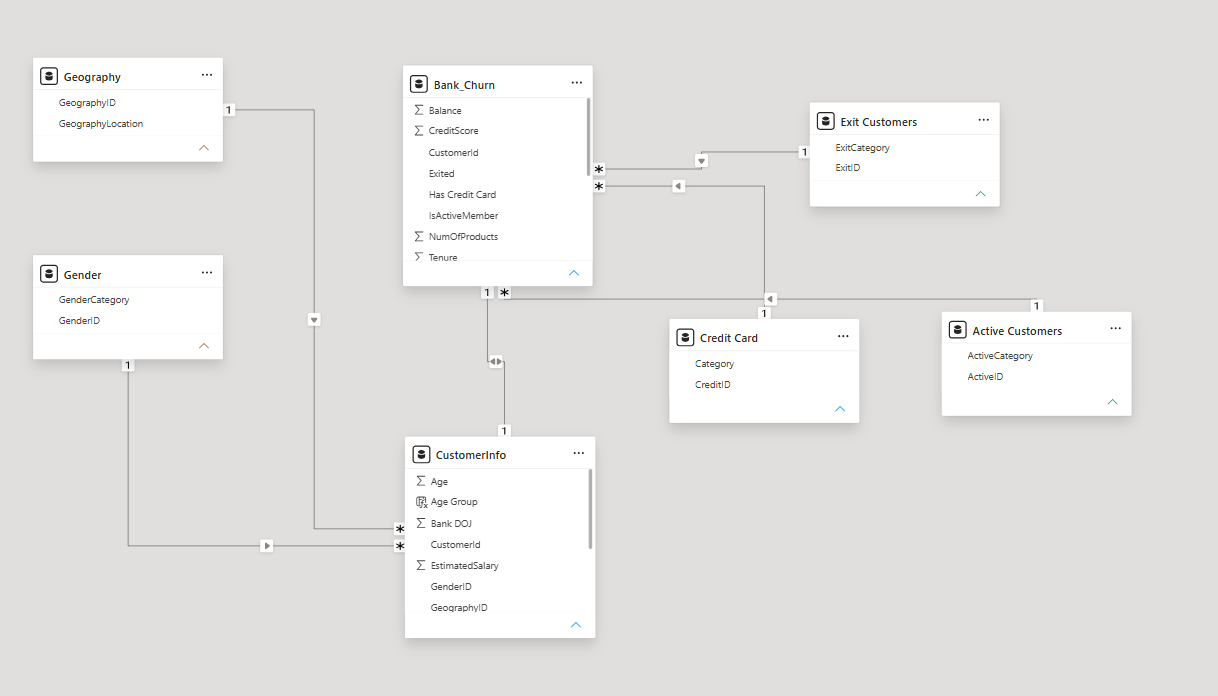 Geography
...
GeographyID
GeographyLocation
1
Bank_Churn
...
Σ Balance
Σ CreditScore
CustomerId
Exited
Has Credit Card
IsActiveMember
Σ NumOfProducts
Σ Tenure
*
*
1
*
Exit Customers
...
ExitCategory
ExitID
1
Gender
...
GenderCategory
GenderID
1
Credit Card
...
Category
CreditID
1
Active Customers
...
ActiveCategory
ActiveID
1
CustomerInfo
...
Σ Age
Age Group
Σ Bank DOJ
CustomerId
Σ EstimatedSalary
GenderID
GeographyID
1
*
*